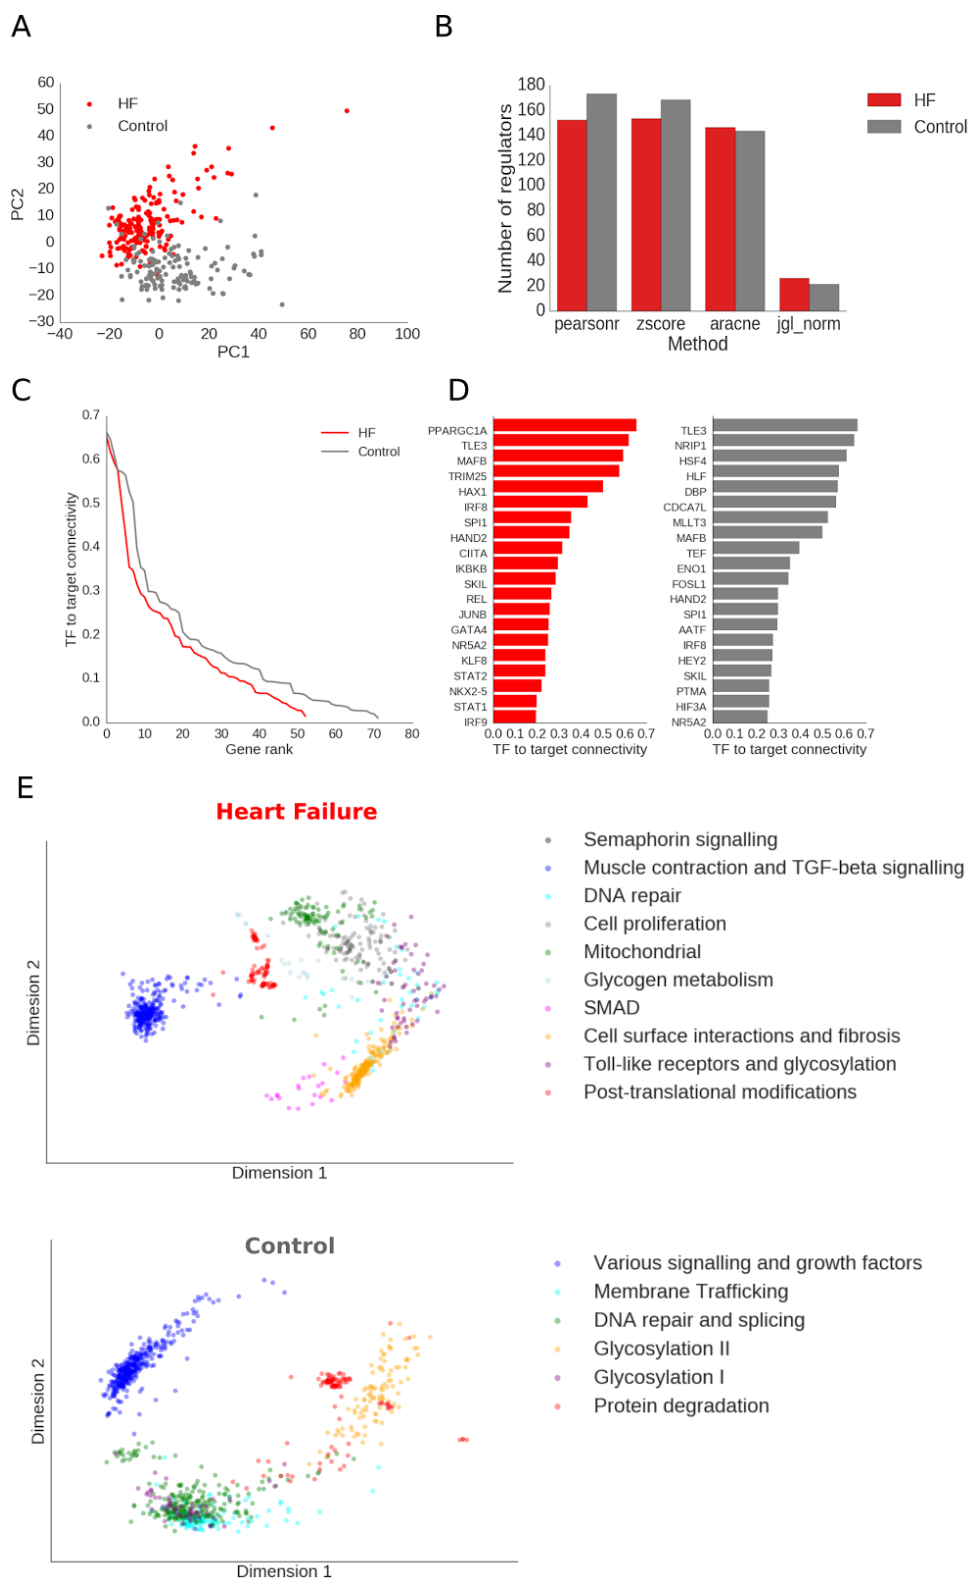 A
60
50
40
30
20
10
0
−10
−20
−30
−40
−20
0
20
40
60
80
100
PC2
PC1
HF
Control
B
180
160
140
120
100
80
60
40
20
0
Number of regulators
pearsonr
zscore
aracne
jgl_norm
Method
HF
Control
C
0.7
0.6
0.5
0.4
0.3
0.2
0.1
0.0
TF to target connectivity
0
10
20
30
40
50
60
70
80
Gene rank
HF
Control
D
PPARGC1A
TLE3
MAFB
TRIM25
HAX1
IRF8
SPI1
HAND2
CIITA
IKBKB
SKIL
REL
JUNB
GATA4
NR5A2
KLF8
STAT2
NKX2-5
STAT1
IRF9
0.0 0.1 0.2 0.3 0.4 0.5 0.6 0.7
TF to target connectivity
TLE3
NRIP1
HSF4
HLF
DBP
CDCA7L
MLLT3
MAFB
TEF
ENO1
FOSL1
HAND2
SPI1
AATF
IRF8
HEY2
SKIL
PTMA
HIF3A
NR5A2
0.0 0.1 0.2 0.3 0.4 0.5 0.6 0.7
TF to target connectivity
E
Heart Failure
Dimesion 2
Dimension 1
Semaphorin signalling
Muscle contraction and TGF-beta signalling
DNA repair
Cell proliferation
Mitochondrial
Glycogen metabolism
SMAD
Cell surface interactions and fibrosis
Toll-like receptors and glycosylation
Post-translational modifications
Control
Dimesion 2
Dimension 1
Various signalling and growth factors
Membrane Trafficking
DNA repair and splicing
Glycosylation II
Glycosylation I
Protein degradation